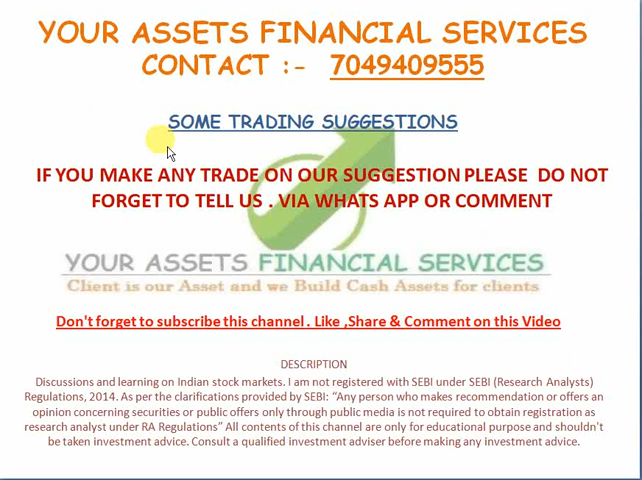 YOUR ASSETS FINANCIAL SERVICES
CONTACT :- 7049409555
SOME TRADING SUGGESTIONS
IF YOU MAKE ANY TRADE ON OUR SUGGESTION PLEASE DO NOT
FORGET TO TELL US . VIA WHATS APP OR COMMENT
YOUR ASSETS FINANCIAL SERVICES
Client is our Asset and we Build Cash Assets for clients
Don't forget to subscribe this channel . Like ,Share & Comment on this Video
DESCRIPTION
Discussions and learning on Indian stock markets. I am not registered with SEBI under SEBI (Research Analysts)
Regulations, 2014. As per the clarifications provided by SEBI: “Any person who makes recommendation or offers an
opinion concerning securities or public offers only through public media is not required to obtain registration as
research analyst under RA Regulations” All contents of this channel are only for educational purpose and shouldn't
be taken investment advice. Consult a qualified investment adviser before making any investment advice.